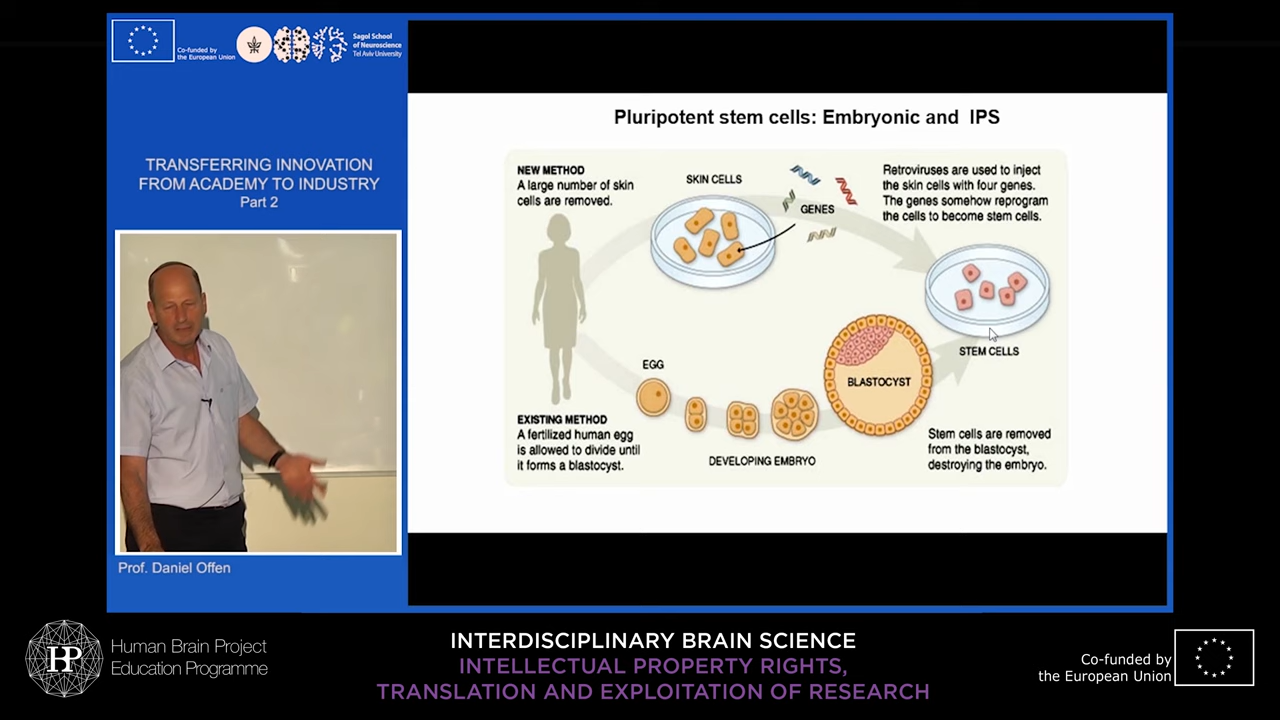 Co-funded by
the European Union
Sagol School
of Neuroscience
Tel Aviv University
TRANSFERRING INNOVATION
FROM ACADEMY TO INDUSTRY
Part 2
Prof. Daniel Offen
Pluripotent stem cells: Embryonic and IPS
NEW METHOD
A large number of skin
cells are removed.
SKIN CELLS
GENES
Retroviruses are used to inject
the skin cells with four genes.
The genes somehow reprogram
the cells to become stem cells.
STEM CELLS
EGG
BLASTOCYST
EXISTING METHOD
A fertilized human egg
is allowed to divide until
it forms a blastocyst.
DEVELOPING EMBRYO
Stem cells are removed
from the blastocyst,
destroying the embryo.
HBP
Human Brain Project
Education Programme
INTERDISCIPLINARY BRAIN SCIENCE
INTELLECTUAL PROPERTY RIGHTS,
TRANSLATION AND EXPLOITATION OF RESEARCH
Co-funded by
the European Union